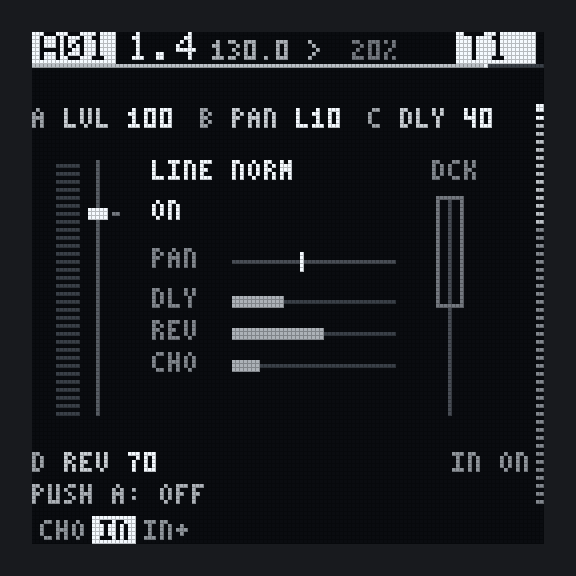 A01 1.4 130.0 > 20% T1
A LVL 100 B PAN L10 C DLY 40
LINE NORM DCK
ON
PAN
DLY
REV
CHO
D REV 70 IN ON
PUSH A: OFF
CHO IN IN+